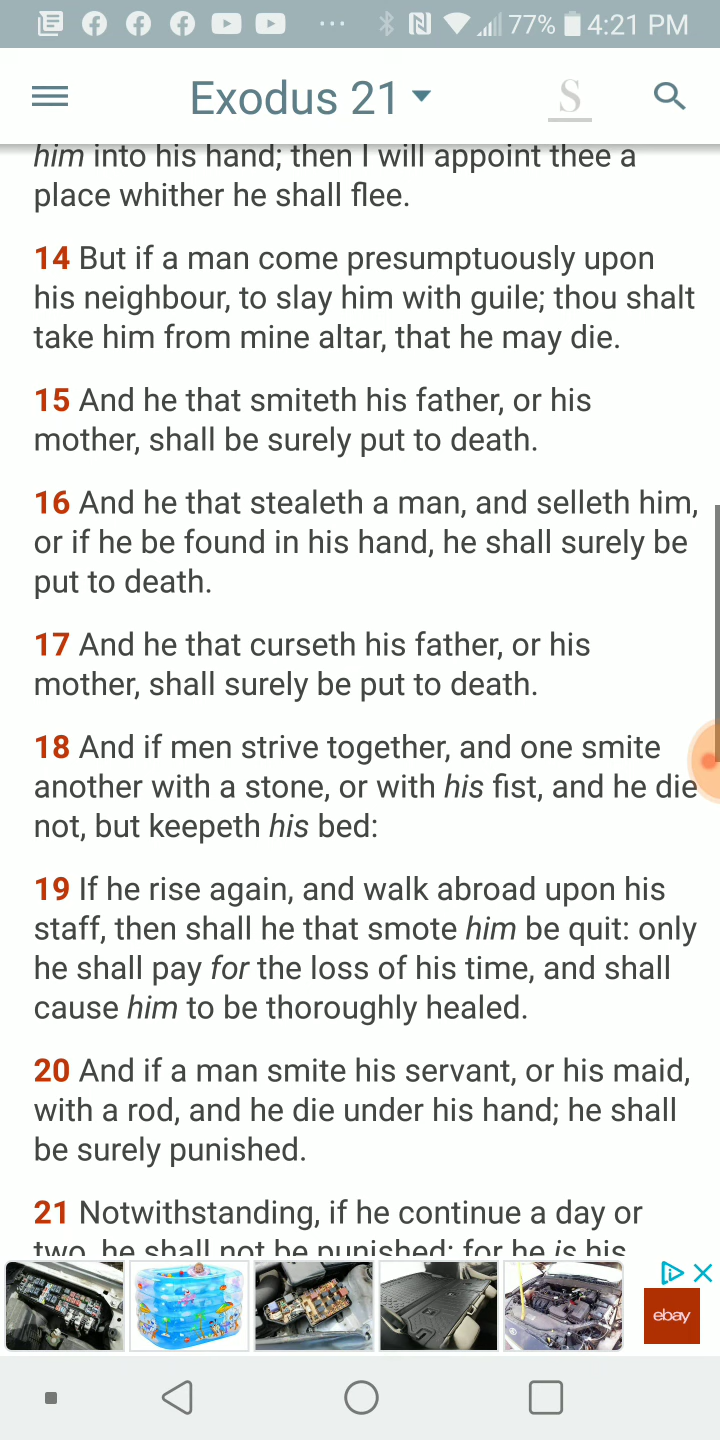 77% 4:21 PM
Exodus 21
S
him into his hand; then I will appoint thee a
place whither he shall flee.
14 But if a man come presumptuously upon
his neighbour, to slay him with guile; thou shalt
take him from mine altar, that he may die.
15 And he that smiteth his father, or his
mother, shall be surely put to death.
16 And he that stealeth a man, and selleth him,
or if he be found in his hand, he shall surely be
put to death.
17 And he that curseth his father, or his
mother, shall surely be put to death.
18 And if men strive together, and one smite
another with a stone, or with his fist, and he die
not, but keepeth his bed:
19 If he rise again, and walk abroad upon his
staff, then shall he that smote him be quit: only
he shall pay for the loss of his time, and shall
cause him to be thoroughly healed.
20 And if a man smite his servant, or his maid,
with a rod, and he die under his hand; he shall
be surely punished.
21 Notwithstanding, if he continue a day or
two, he shall not be punished: for he is his
ebay